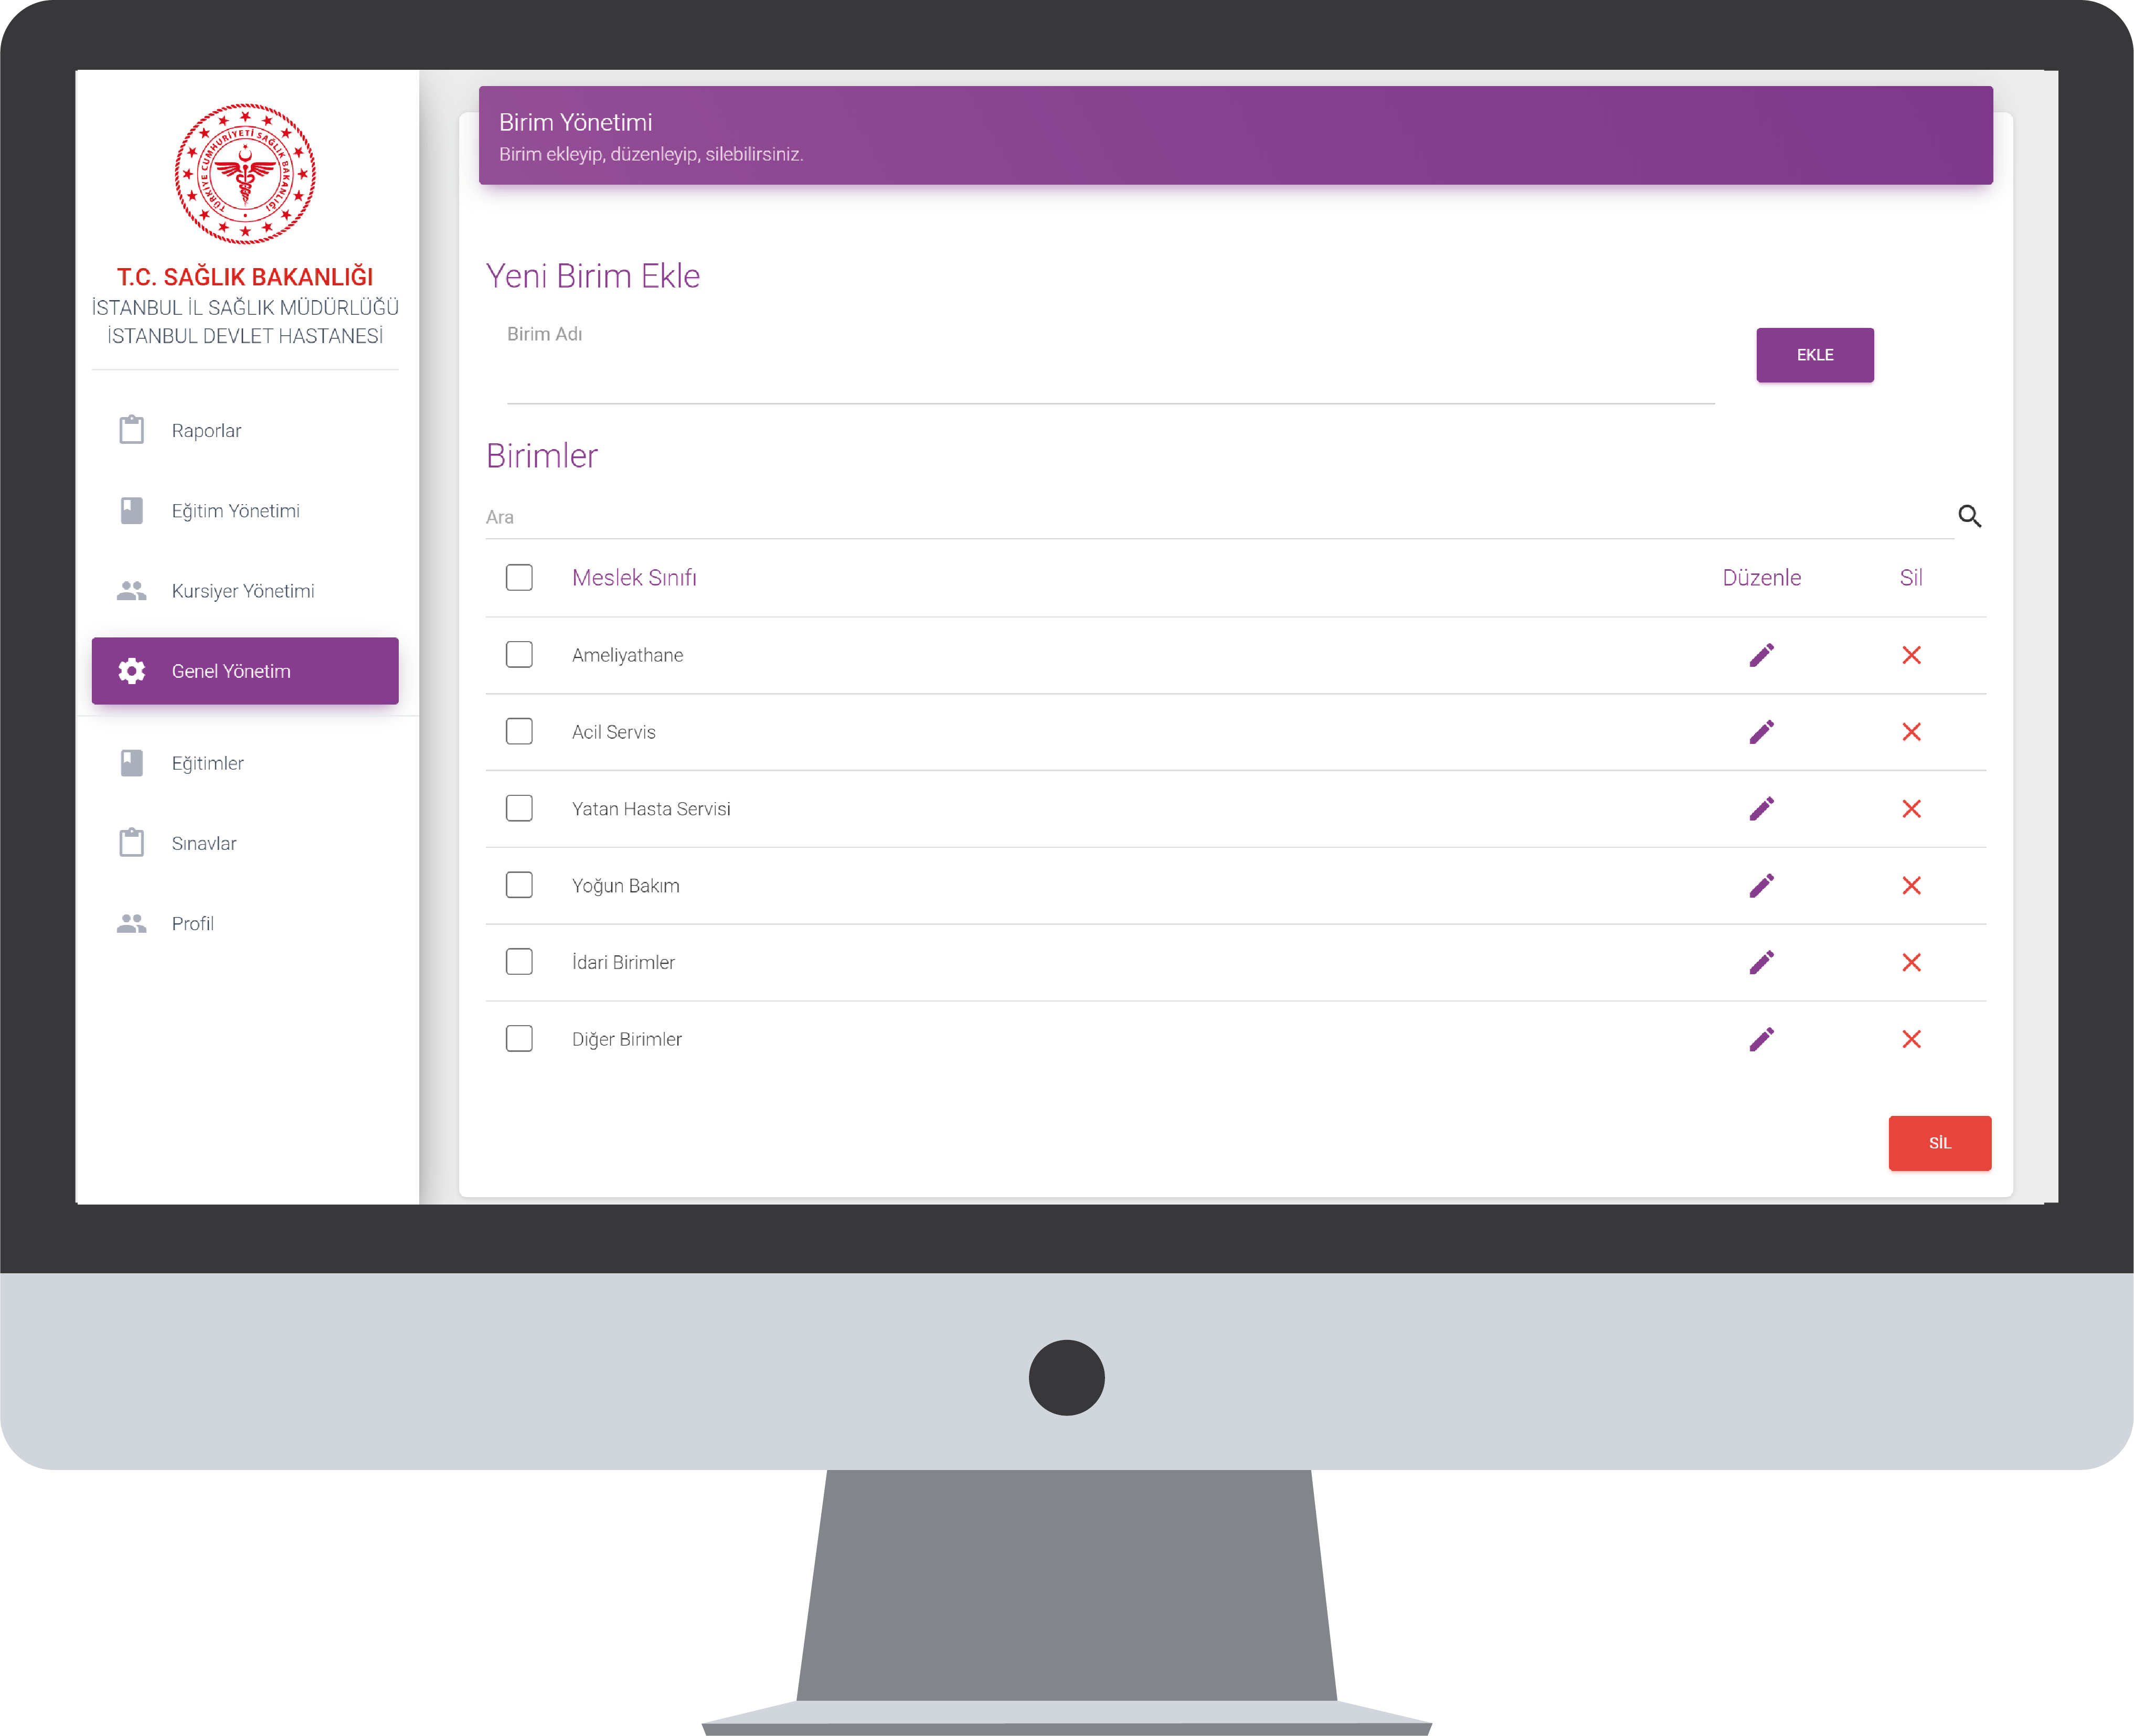 TÜRKİYE CUMHURİYETİ SAĞLIK BAKANLIĞI
T.C. SAĞLIK BAKANLIĞI
İSTANBUL İL SAĞLIK MÜDÜRLÜĞÜ
İSTANBUL DEVLET HASTANESİ
Raporlar
Eğitim Yönetimi
Kursiyer Yönetimi
Genel Yönetim
Eğitimler
Sınavlar
Profil
Birim Yönetimi
Birim ekleyip, düzenleyip, silebilirsiniz.
Yeni Birim Ekle
Birim Adı
EKLE
Birimler
Ara
Meslek Sınıfı Düzenle Sil
Ameliyathane
Acil Servis
Yatan Hasta Servisi
Yoğun Bakım
İdari Birimler
Diğer Birimler
SİL